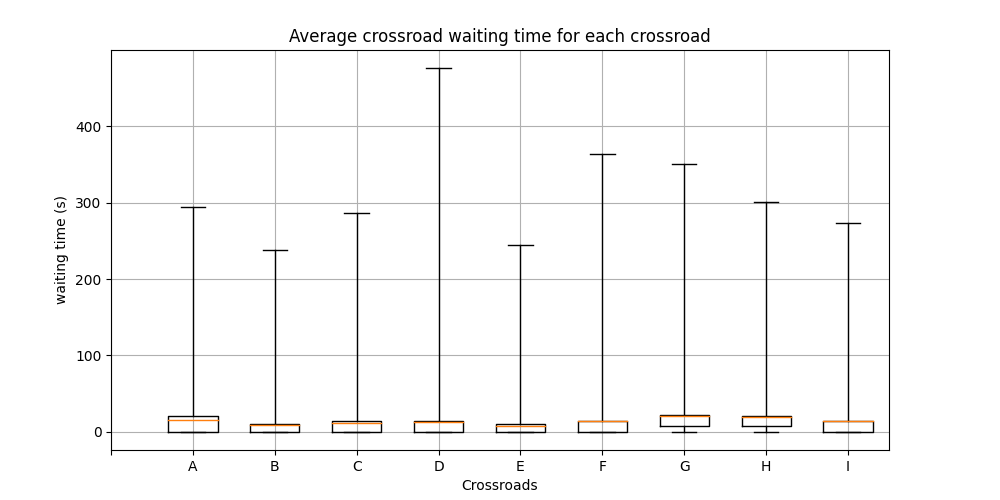 Average crossroad waiting time for each crossroad
waiting time (s)
400
300
200
100
0
A B C D E F G H I
Crossroads